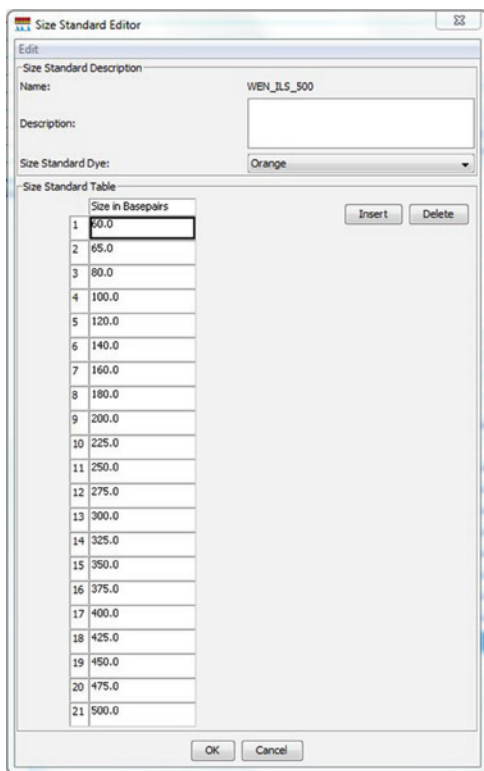 Size Standard Editor
Edit
Size Standard Description
Name: WEN_ILS_500
Description:
Size Standard Dye: Orange
Size Standard Table
Size in Basepairs
Insert Delete
1 60.0
2 65.0
3 80.0
4 100.0
5 120.0
6 140.0
7 160.0
8 180.0
9 200.0
10 225.0
11 250.0
12 275.0
13 300.0
14 325.0
15 350.0
16 375.0
17 400.0
18 425.0
19 450.0
20 475.0
21 500.0
OK Cancel